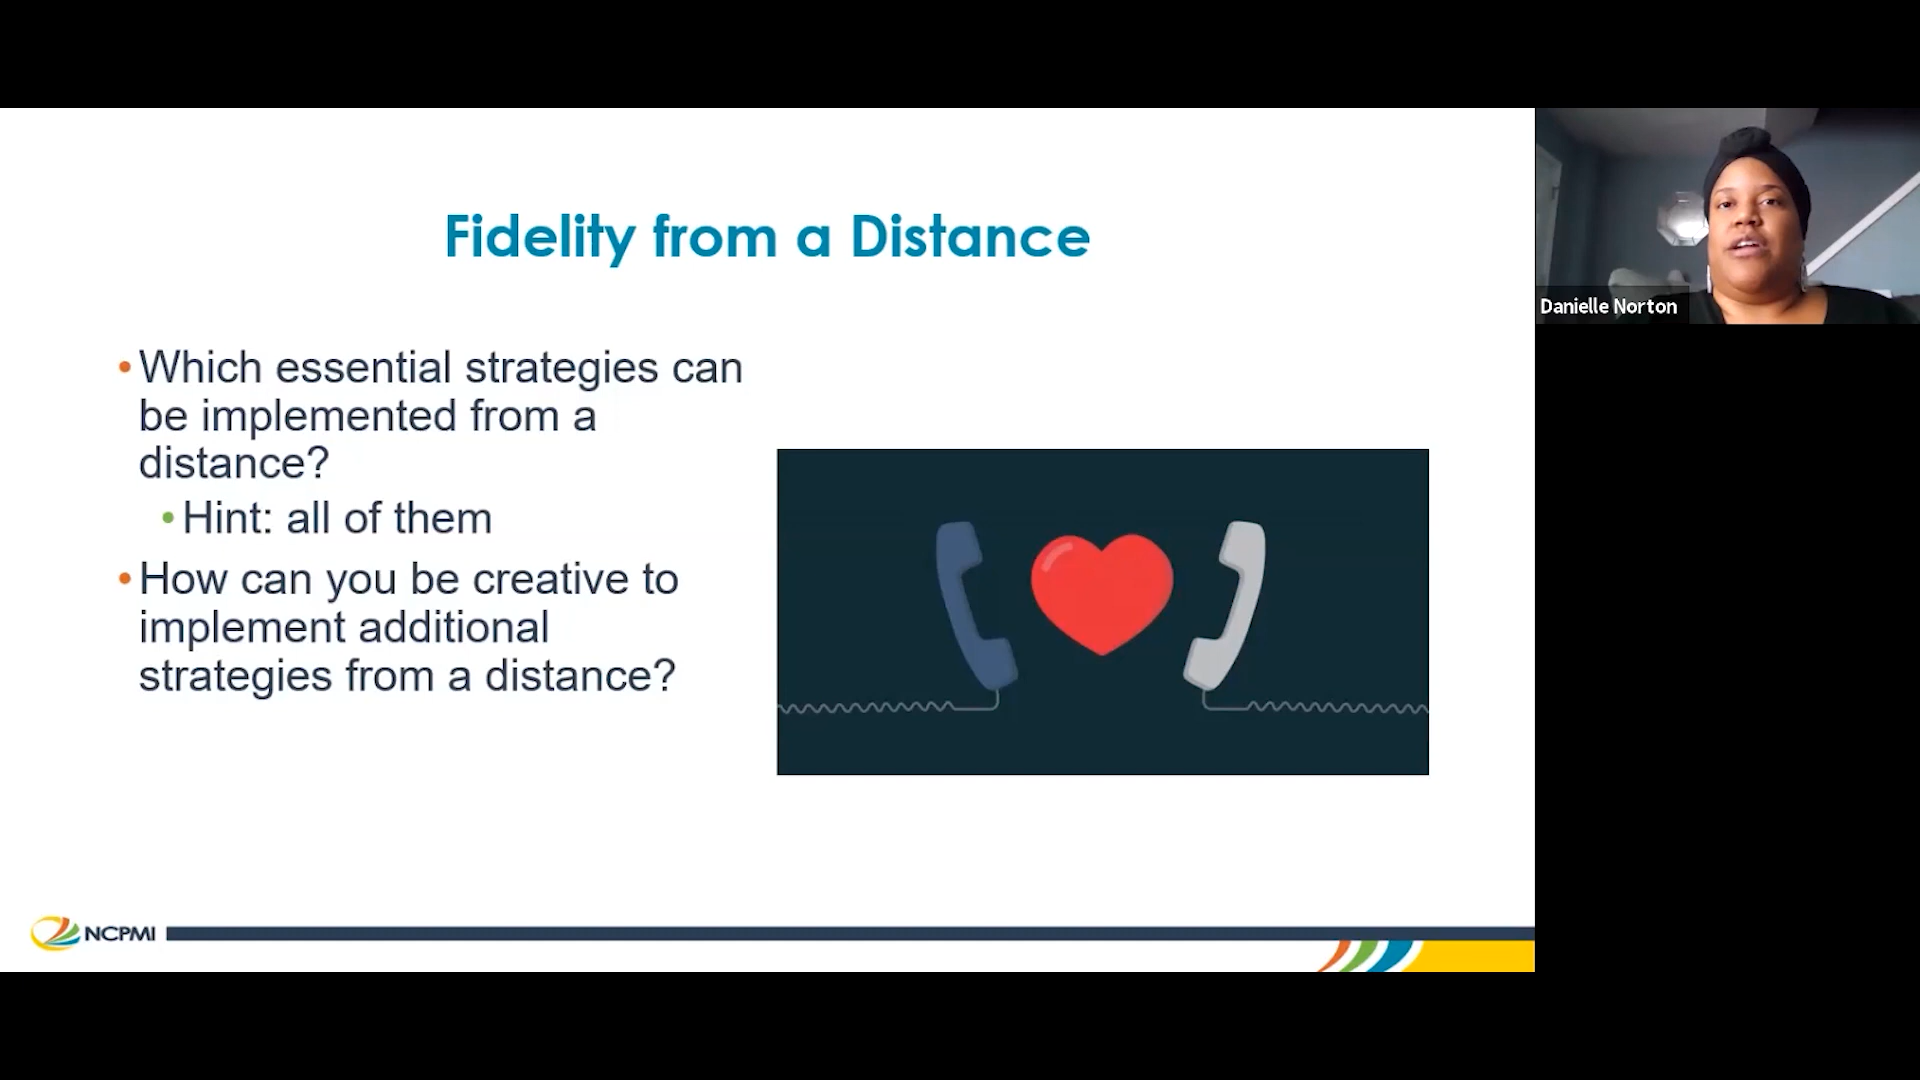 Fidelity from a Distance
•Which essential strategies can
be implemented from a
distance?
•Hint: all of them
•How can you be creative to
implement additional
strategies from a distance?
Danielle Norton
NCPMI